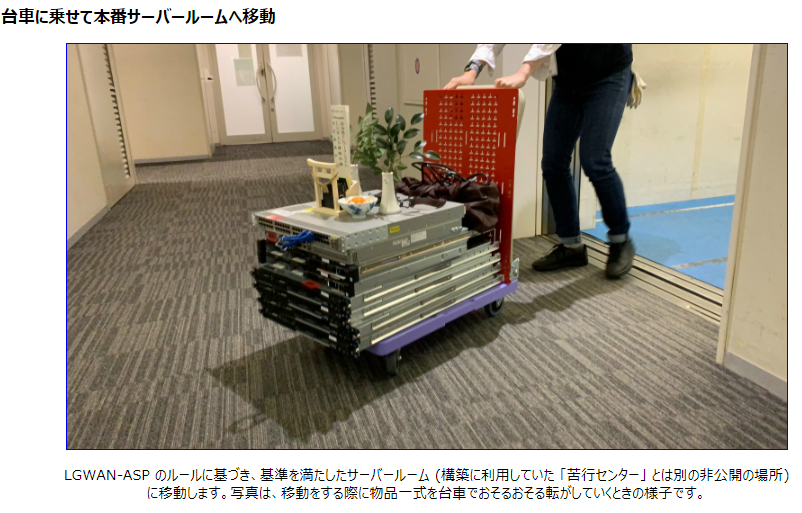 台車に乗せて本番サーバールームへ移動
LGWAN-ASP のルールに基づき、基準を満たしたサーバールーム (構築に利用していた「苦行センター」とは別の非公開の場所)
に移動します。写真は、移動をする際に物品一式を台車でおそるおそる転がしていくときの様子です。